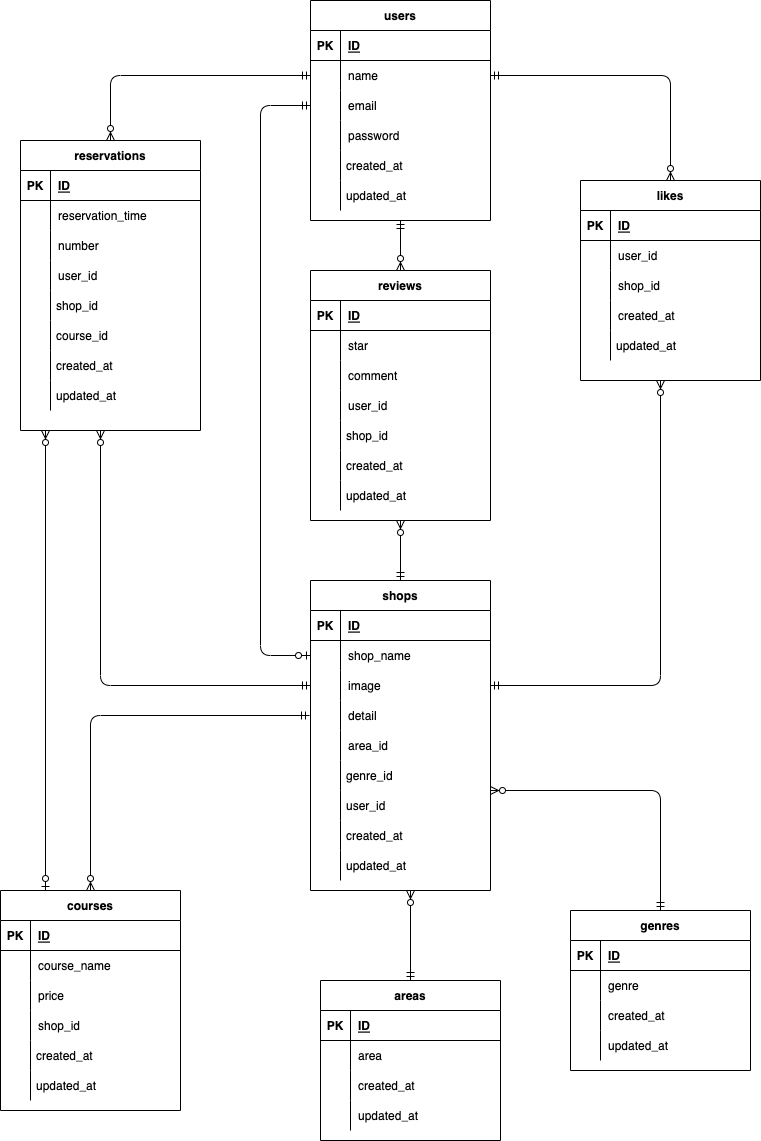 users
PK ID
name
email
password
created_at
updated_at
reservations
PK ID
reservation_time
number
user_id
shop_id
course_id
created_at
updated_at
likes
PK ID
user_id
shop_id
created_at
updated_at
reviews
PK ID
star
comment
user_id
shop_id
created_at
updated_at
shops
PK ID
shop_name
image
detail
area_id
genre_id
user_id
created_at
updated_at
courses
PK ID
course_name
price
shop_id
created_at
updated_at
genres
PK ID
genre
created_at
updated_at
areas
PK ID
area
created_at
updated_at